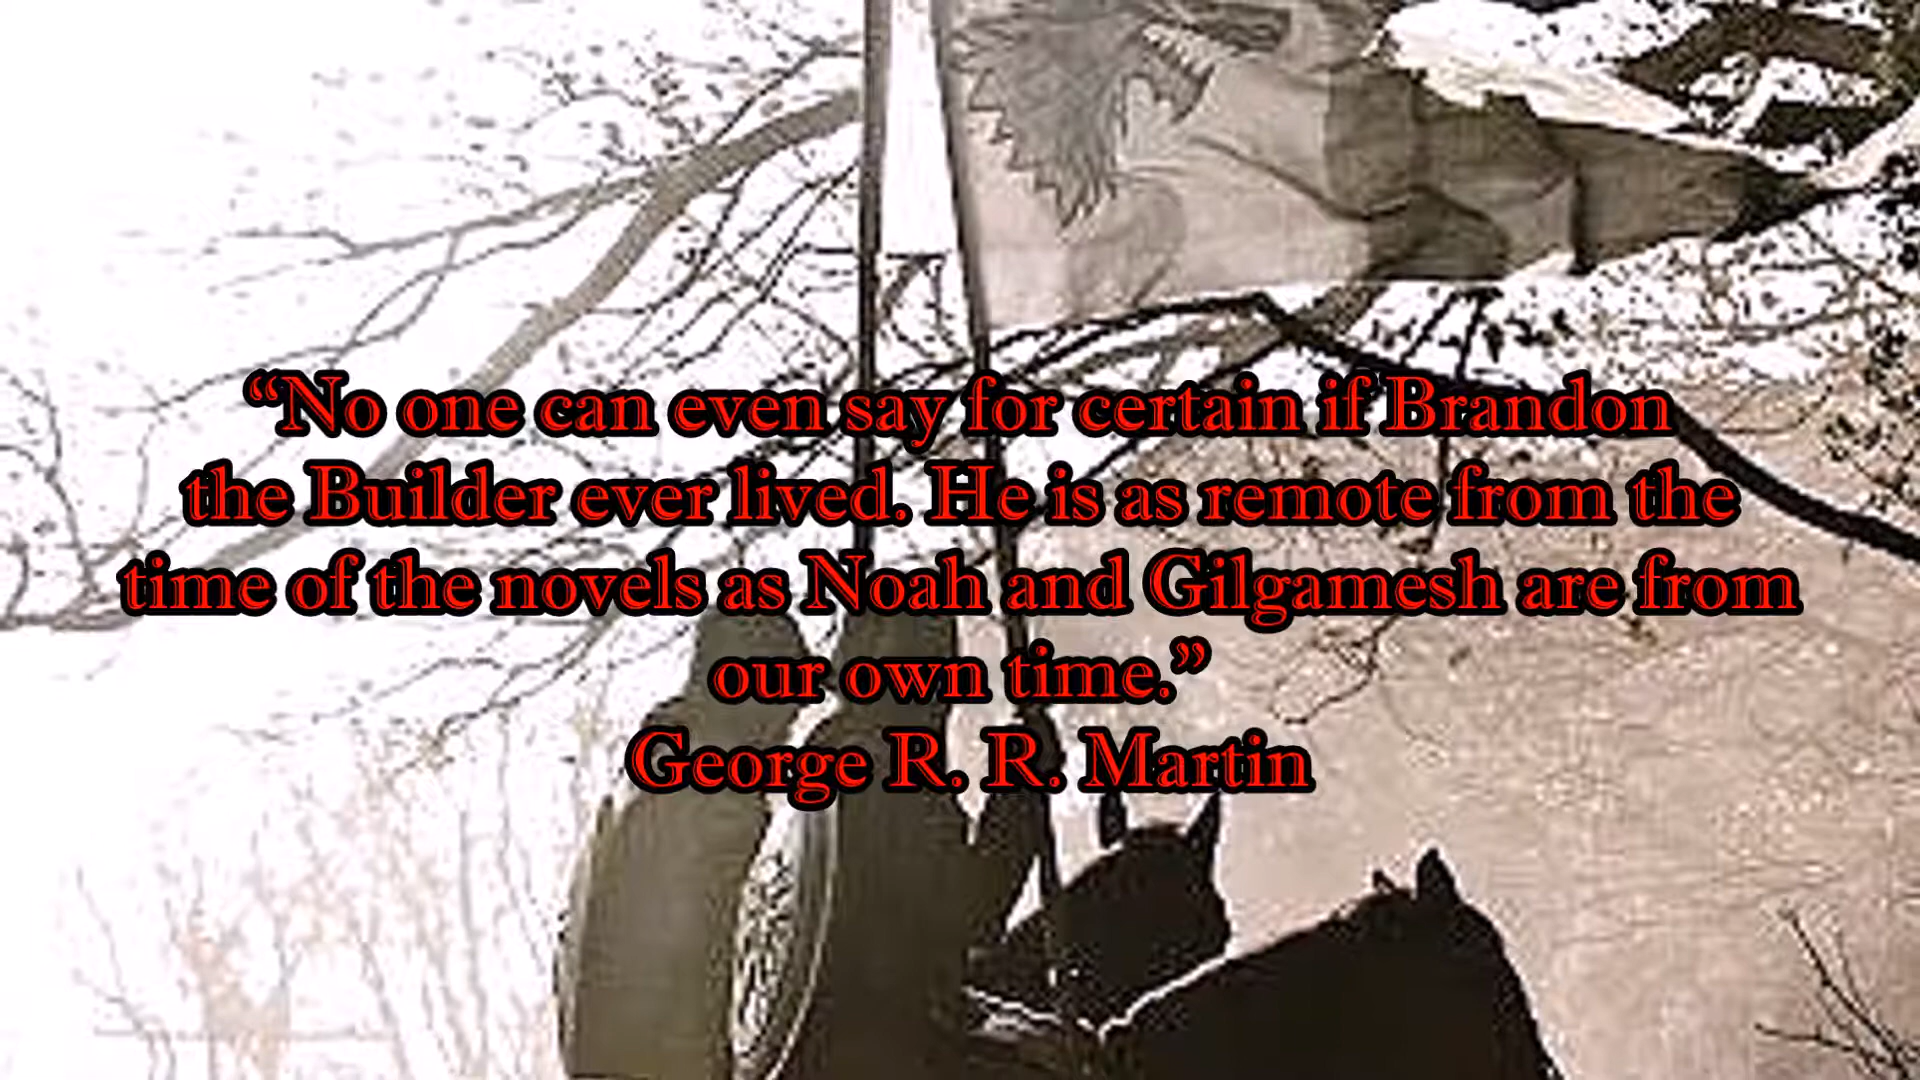 “No one can even say for certain if Brandon
the Builder ever lived. He is as remote from the
time of the novels as Noah and Gilgamesh are from
our own time.”
George R. R. Martin